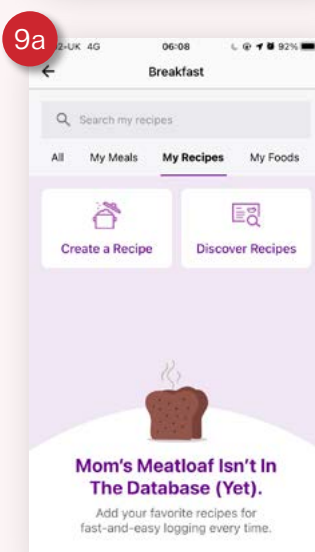 9a
2-UK 4G 06:08 92%
Breakfast
Search my recipes
All My Meals My Recipes My Foods
Create a Recipe Discover Recipes
Mom's Meatloaf Isn't In
The Database (Yet).
Add your favorite recipes for
fast-and-easy logging every time.